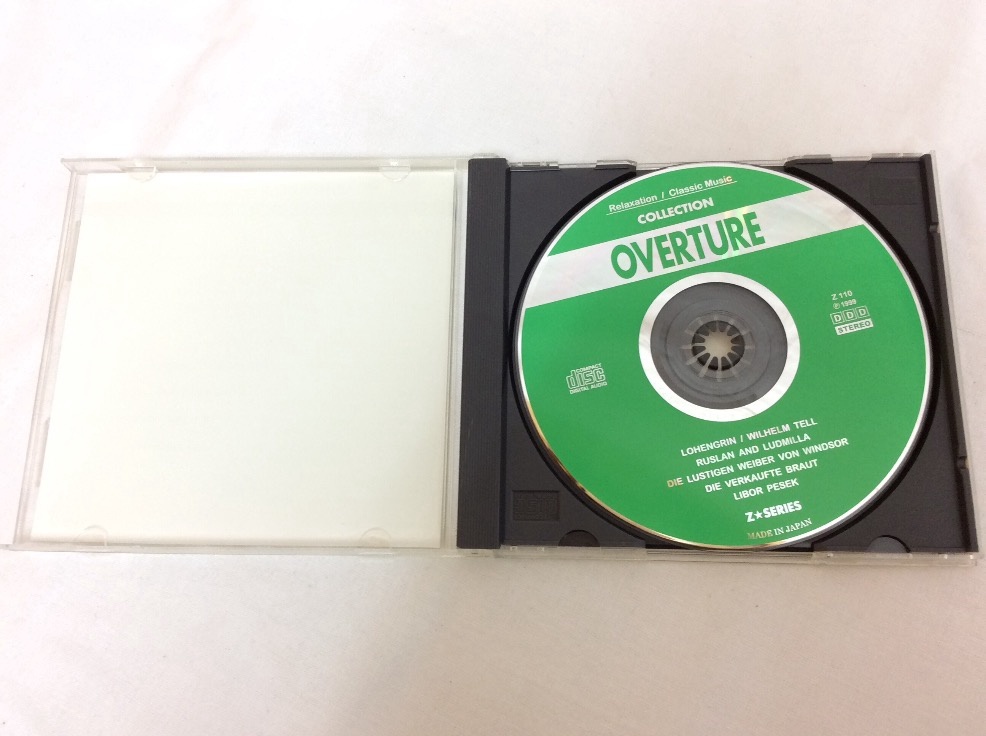 Relaxation / Classic Music
COLLECTION
OVERTURE
Z 110
℗ 1999
DDD
STEREO
COMPACT
disc
DIGITAL AUDIO
LOHENGRIN / WILHELM TELL
RUSLAN AND LUDMILLA
DIE LUSTIGEN WEIBER VON WINDSOR
DIE VERKAUFTE BRAUT
LIBOR PESEK
Z★SERIES
MADE IN JAPAN